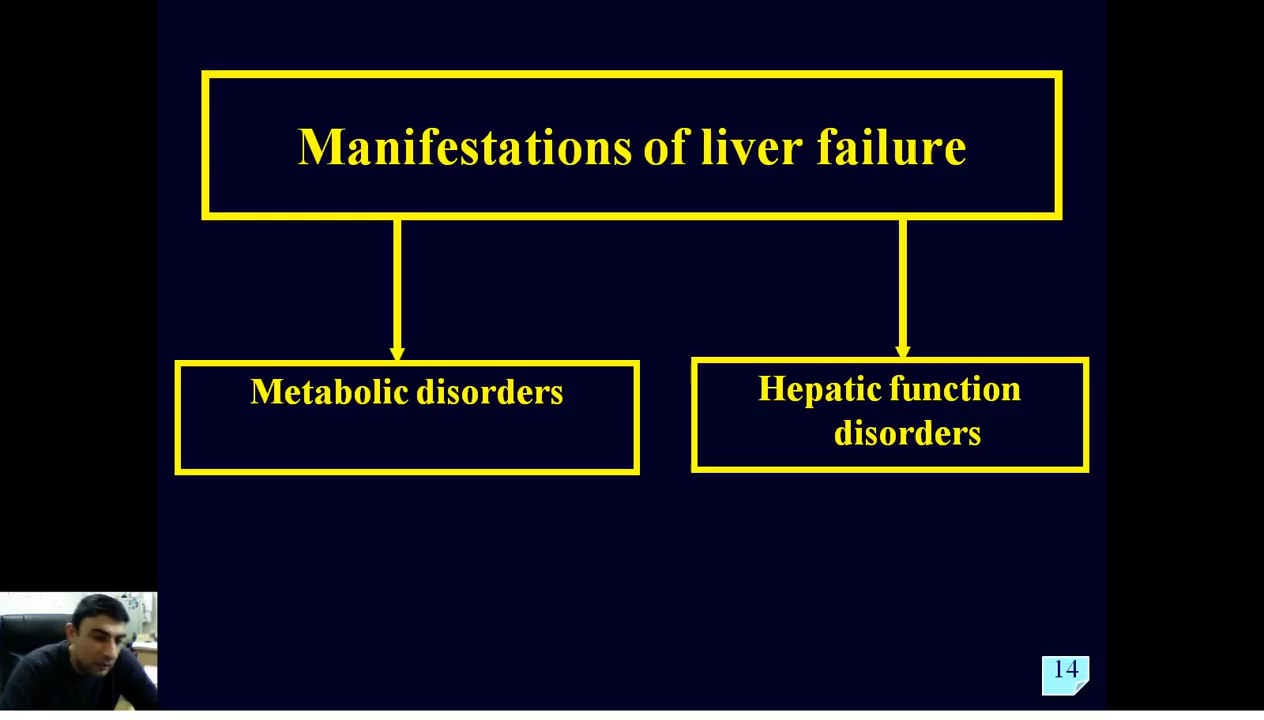 Manifestations of liver failure
Metabolic disorders
Hepatic function
disorders
14